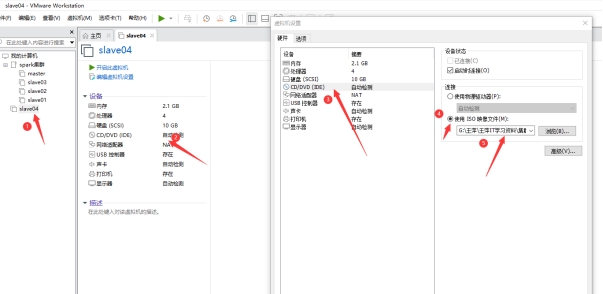 slave04 - VMware Workstation
文件(F) 编辑(E) 查看(V) 虚拟机(M) 选项卡(T) 帮助(H)
在此处键入内容进行搜索
我的计算机
spark集群
master
slave03
slave02
slave01
slave04
1
主页
slave04
slave04
开启此虚拟机
编辑虚拟机设置
设备
内存 2.1 GB
处理器 4
硬盘 (SCSI) 10 GB
CD/DVD (IDE) 自动检测
网络适配器 NAT
USB 控制器 存在
声卡 自动检测
打印机 存在
显示器 自动检测
2
描述
在此处键入对该虚拟机的描述。
虚拟机设置
硬件 选项
设备 摘要
内存 2.1 GB
处理器 4
硬盘 (SCSI) 10 GB
CD/DVD (IDE) 自动检测
网络适配器 NAT
USB 控制器 存在
声卡 自动检测
打印机 存在
显示器 自动检测
3
设备状态
已连接(C)
启动时连接(O)
连接
使用物理驱动器(P):
自动检测
4
使用 ISO 映像文件(M):
5
浏览(B)...
高级(V)...